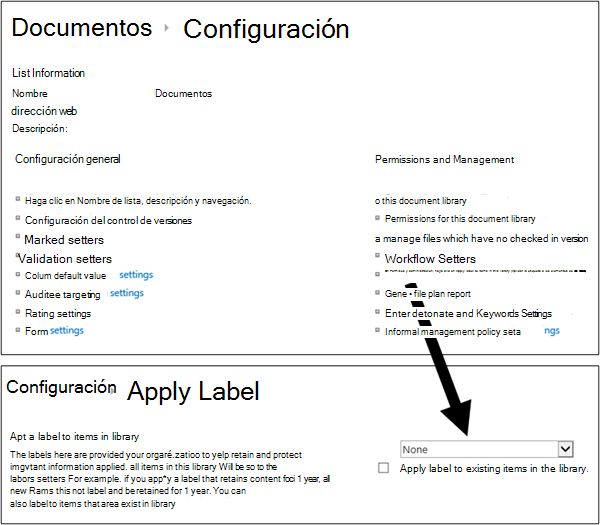 Documentos Configuración
List Information
Nombre Documentos
dirección web
Descripción:
Configuración general
Haga clic en Nombre de lista, descripción y navegación.
Configuración del control de versiones
Marked setters
Validation setters
Colum default value settings
Auditee targeting settings
Rating settings
Form settings
Permissions and Management
o this document library
Permissions for this document library
a manage files which have no checked in version
Workflow Setters
Gene • file plan report
Enter detonate and Keywords Settings
Informal management policy seta ngs
Configuración Apply Label
Apt a label to items in library
The labels here are provided your organé.zatioo to yelp retain and protect
imgvtant information applied. all items in this library Will be so to the
labors setters For example. if you app*y a label that retains content foci 1 year, all
new Rams this not label and be retained for 1 year. You can
also label to items that area exist in library
None
Apply label to existing items in the library.